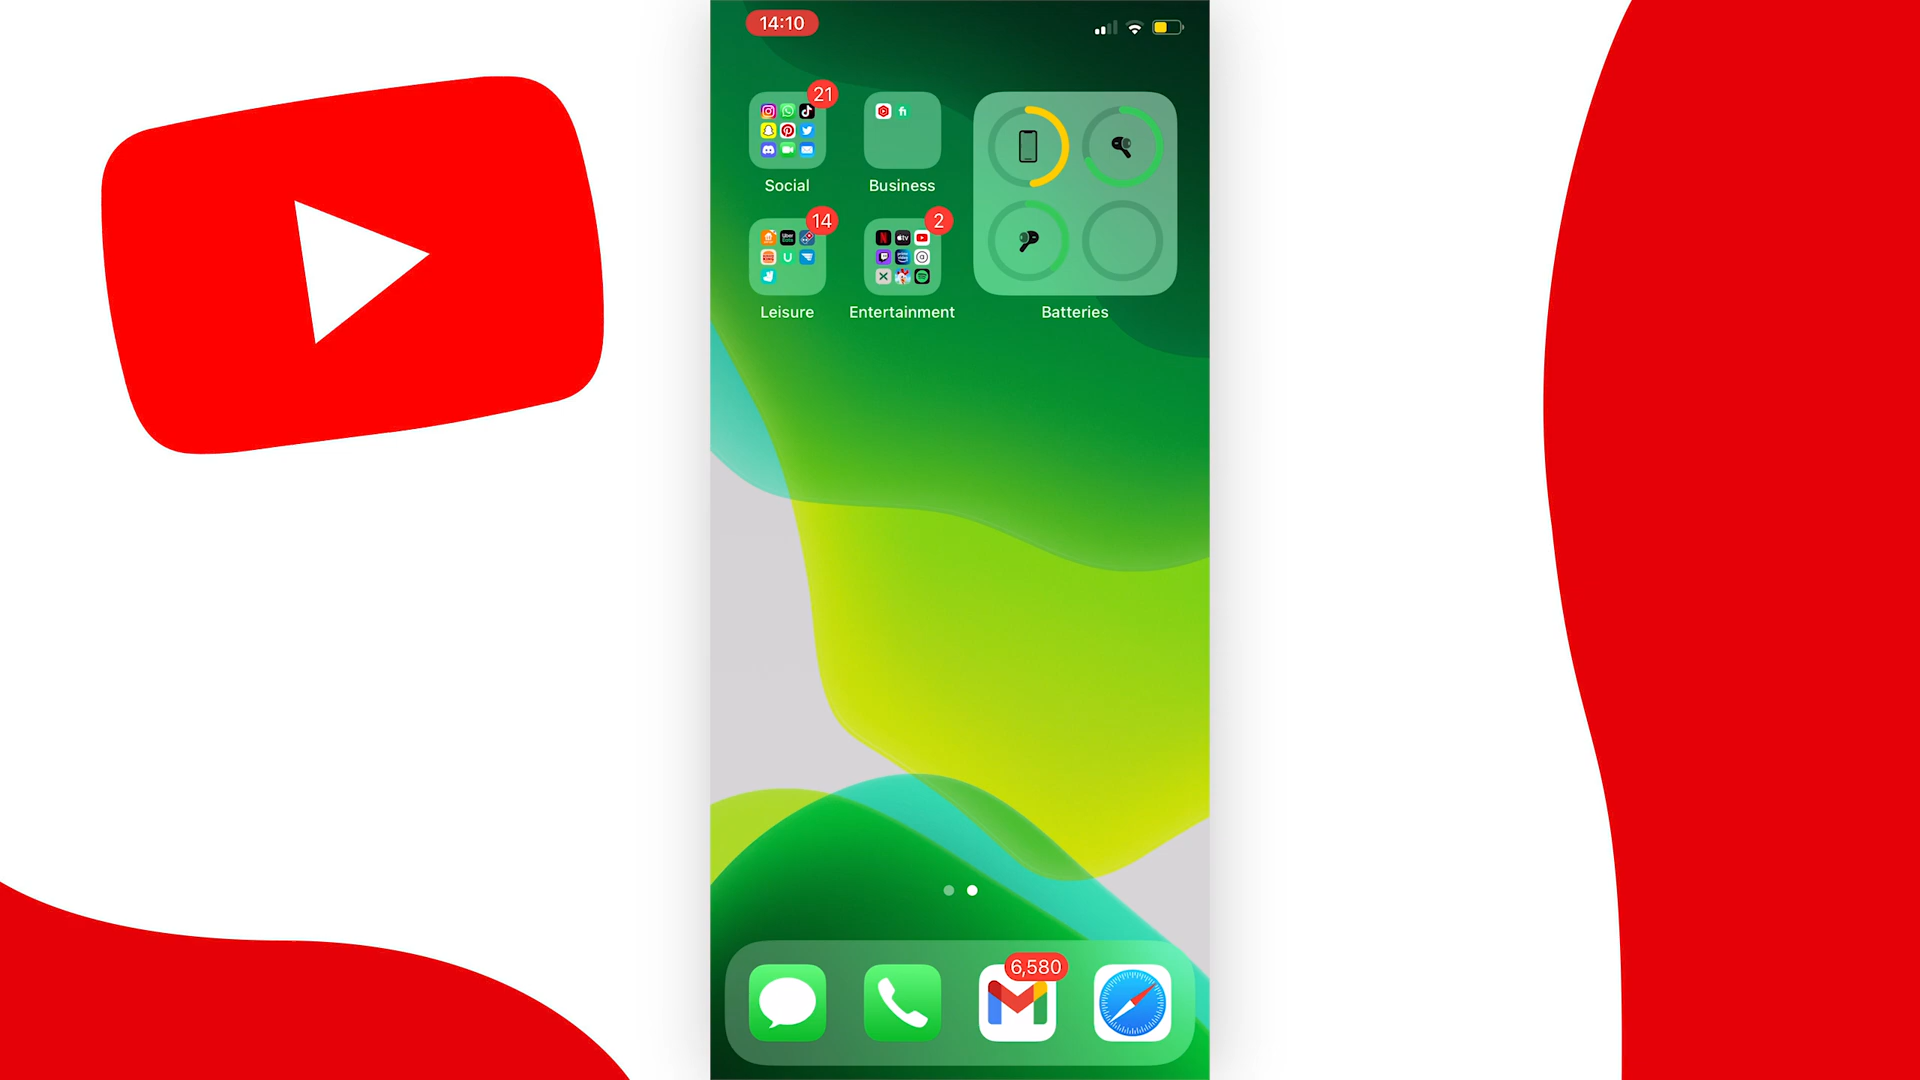 14:10
21
Social
Business
14
2
Leisure
Entertainment
Batteries
6,580